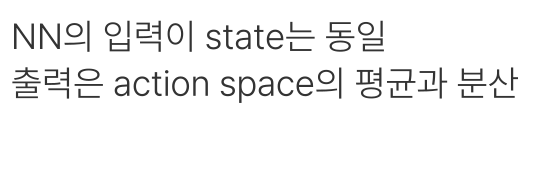 NN의 입력이 state는 동일
출력은 action space의 평균과 분산